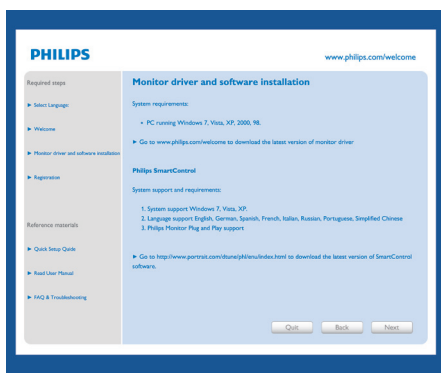 PHILIPS
www.philips.com/welcome
Required steps
► Select Language
► Welcome
► Monitor driver and software installation
► Registration
Reference materials
► Quick Setup Quide
► Read User Manual
► FAQ & Troubleshooting
Monitor driver and software installation
System requirements:
• PC running Windows 7, Vista, XP, 2000, 98.
► Go to www.philips.com/welcome to download the latest version of monitor driver
Philips SmartControl
System support and requirements:
1. System support Windows 7, Vista, XP.
2. Language support English, German, Spanish, French, Italian, Russian, Portuguese, Simplified Chinese
3. Philips Monitor Plug and Play support
► Go to http://www.portrait.com/dtune/phl/enu/index.html to download the latest version of SmartControl
software.
Quit
Back
Next